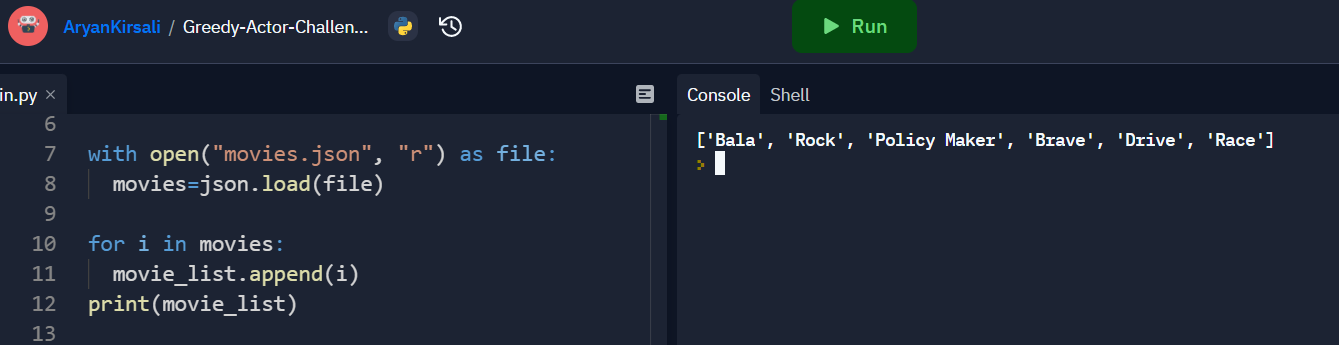 AryanKirsali / Greedy-Actor-Challen...
Run
in.py ×
Console Shell
6
7 with open("movies.json", "r") as file:
8 movies=json.load(file)
9
10 for i in movies:
11 movie_list.append(i)
12 print(movie_list)
13
['Bala', 'Rock', 'Policy Maker', 'Brave', 'Drive', 'Race']
>